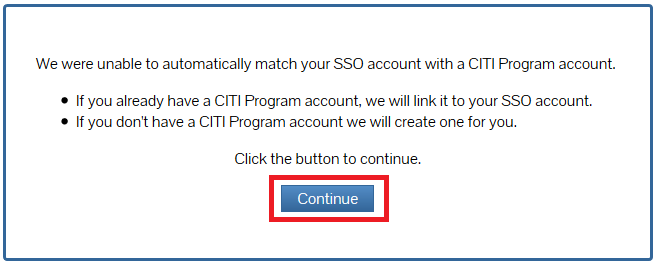 We were unable to automatically match your SSO account with a CITI Program account.
If you already have a CITI Program account, we will link it to your SSO account.
If you don't have a CITI Program account we will create one for you.
Click the button to continue.
Continue